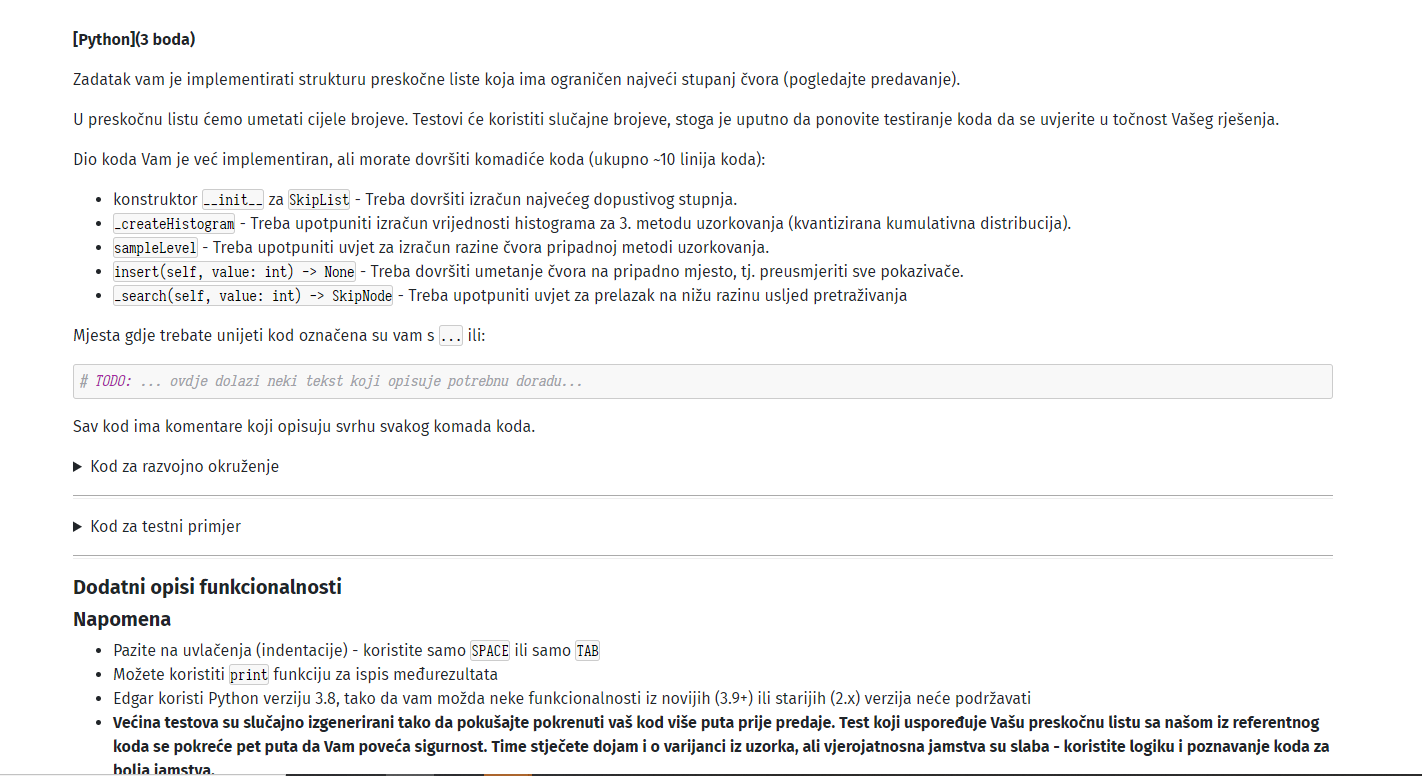 [Python](3 boda)
Zadatak vam je implementirati strukturu preskočne liste koja ima ograničen najveći stupanj čvora (pogledajte predavanje).
U preskočnu listu ćemo umetati cijele brojeve. Testovi će koristiti slučajne brojeve, stoga je uputno da ponovite testiranje koda da se uvjerite u točnost Vašeg rješenja.
Dio koda Vam je već implementiran, ali morate dovršiti komadiće koda (ukupno ~10 linija koda):
• konstruktor __init__ za SkipList - Treba dovršiti izračun najvećeg dopustivog stupnja.
• _createHistogram - Treba upotpuniti izračun vrijednosti histograma za 3. metodu uzorkovanja (kvantizirana kumulativna distribucija).
• sampleLevel - Treba upotpuniti uvjet za izračun razine čvora pripadnoj metodi uzorkovanja.
• insert(self, value: int) -> None - Treba dovršiti umetanje čvora na pripadno mjesto, tj. preusmjeriti sve pokazivače.
• _search(self, value: int) -> SkipNode - Treba upotpuniti uvjet za prelazak na nižu razinu usljed pretraživanja
Mjesta gdje trebate unijeti kod označena su vam s ... ili:
# TODO: ... ovdje dolazi neki tekst koji opisuje potrebnu doradu...
Sav kod ima komentare koji opisuju svrhu svakog komada koda.
▶ Kod za razvojno okruženje
▶ Kod za testni primjer
Dodatni opisi funkcionalnosti
Napomena
• Pazite na uvlačenja (indentacije) - koristite samo SPACE ili samo TAB
• Možete koristiti print funkciju za ispis međurezultata
• Edgar koristi Python verziju 3.8, tako da vam možda neke funkcionalnosti iz novijih (3.9+) ili starijih (2.x) verzija neće podržavati
• Većina testova su slučajno izgenerirani tako da pokušajte pokrenuti vaš kod više puta prije predaje. Test koji uspoređuje Vašu preskočnu listu sa našom iz referentnog
koda se pokreće pet puta da Vam poveća sigurnost. Time stječete dojam i o varijanci iz uzorka, ali vjerojatnosna jamstva su slaba - koristite logiku i poznavanje koda za
bolja jamstva.